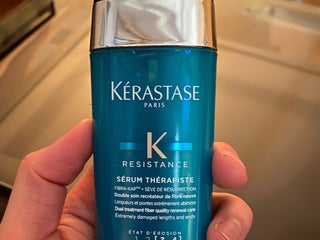 KÉRASTASE
PARIS
K
RESISTANCE
SÉRUM THÉRAPISTE
FIBRA-KAP™ + SÈVE DE RÉSURRECTION
Double soin recréateur de fibre neuve
Longueurs et pointes extrêmement abîmées
Dual treatment fiber quality renewal care
Extremely damaged lengths and ends
ÉTAT D'ÉROSION
1 2 [3 4]